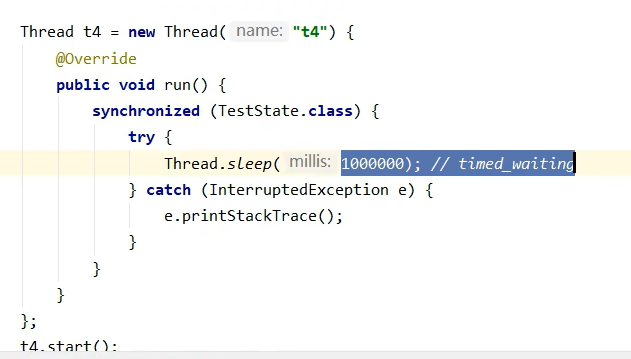 Thread t4 = new Thread( name: "t4") {
    @Override
    public void run() {
        synchronized (TestState.class) {
            try {
                Thread.sleep( millis: 1000000); // timed_waiting
            } catch (InterruptedException e) {
                e.printStackTrace();
            }
        }
    }
};
t4.start();